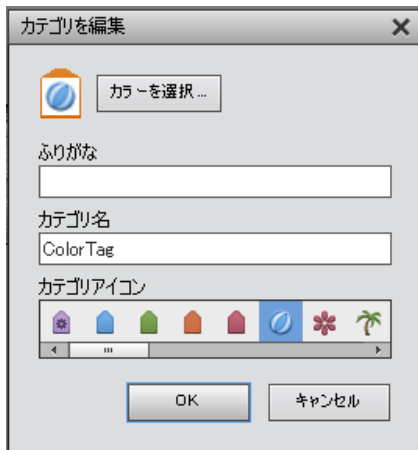 カテゴリを編集
カラーを選択...
ふりがな
カテゴリ名
ColorTag
カテゴリアイコン
OK
キャンセル